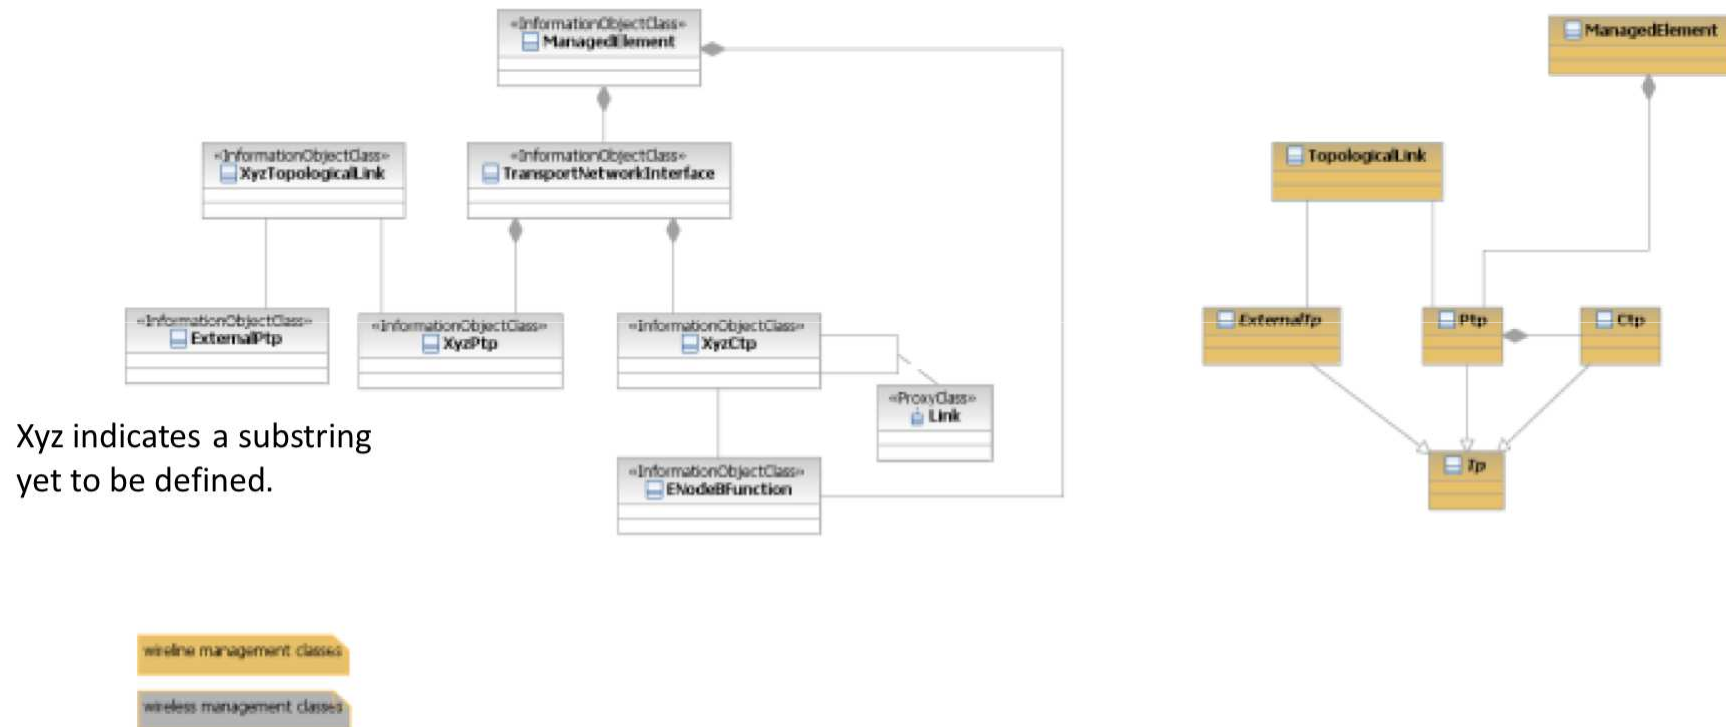 «InformationObjectClass»
ManagedElement
ManagedElement
«InformationObjectClass»
XyzTopologicalLink
«InformationObjectClass»
TransportNetworkInterface
TopologicalLink
«InformationObjectClass»
ExternalPtp
«InformationObjectClass»
XyzPtp
«InformationObjectClass»
XyzCtp
ExternalTp
Ptp
Ctp
«ProxyClass»
Link
Xyz indicates a substring
yet to be defined.
«InformationObjectClass»
ENodeBFunction
Tp
wireline management classes
wireless management classes